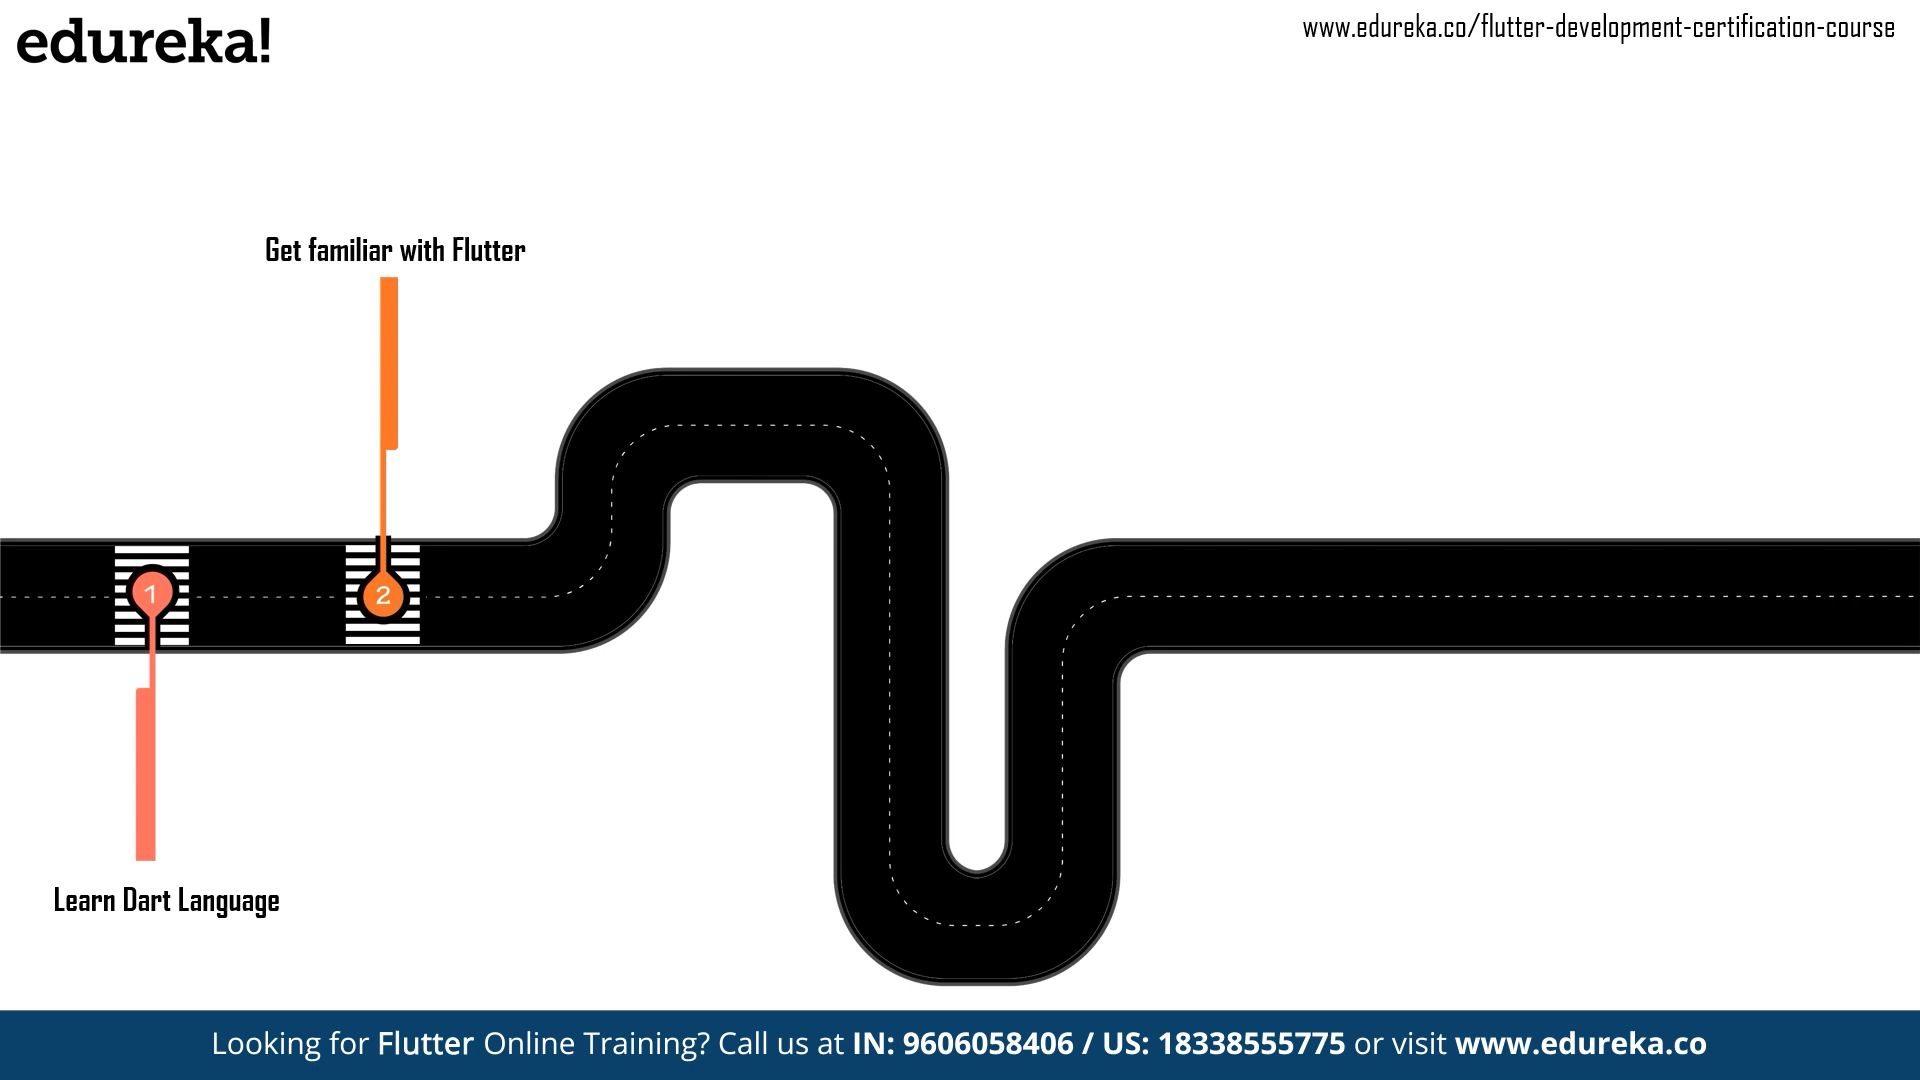 edureka!
www.edureka.co/flutter-development-certification-course
Get familiar with Flutter
1
2
Learn Dart Language
Looking for Flutter Online Training? Call us at IN: 9606058406 / US: 18338555775 or visit www.edureka.co